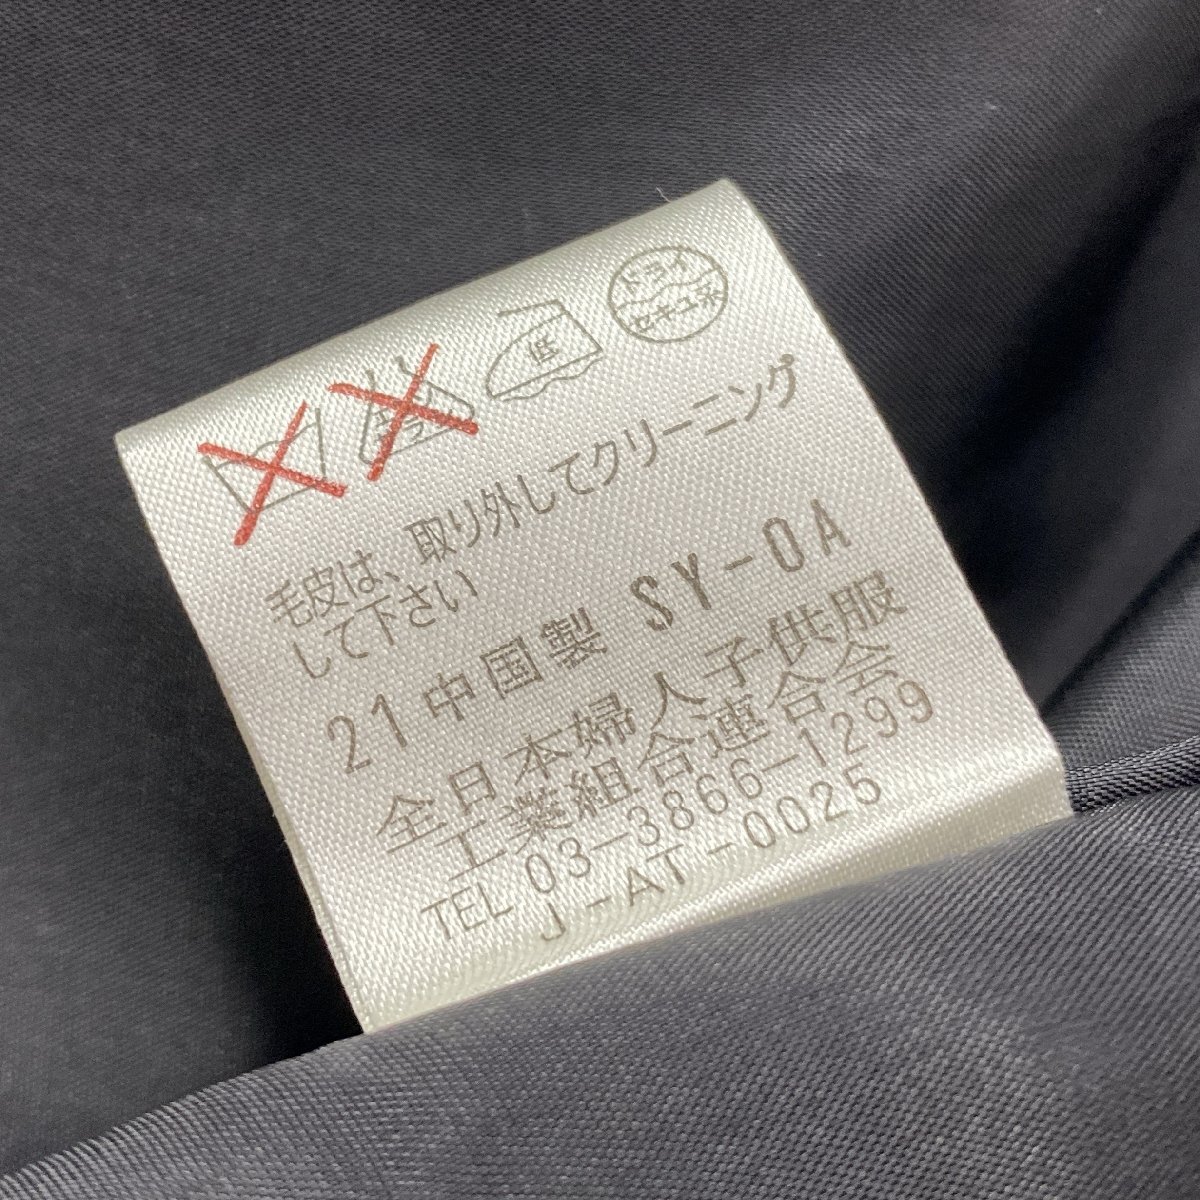 低
ドライ
セキユ系
毛皮は、取り外してクリーニング
して下さい
21中国製 SY-0A
全日本婦人子供服
工業組合連合会
TEL 03-3866-1299
J-AT-0025